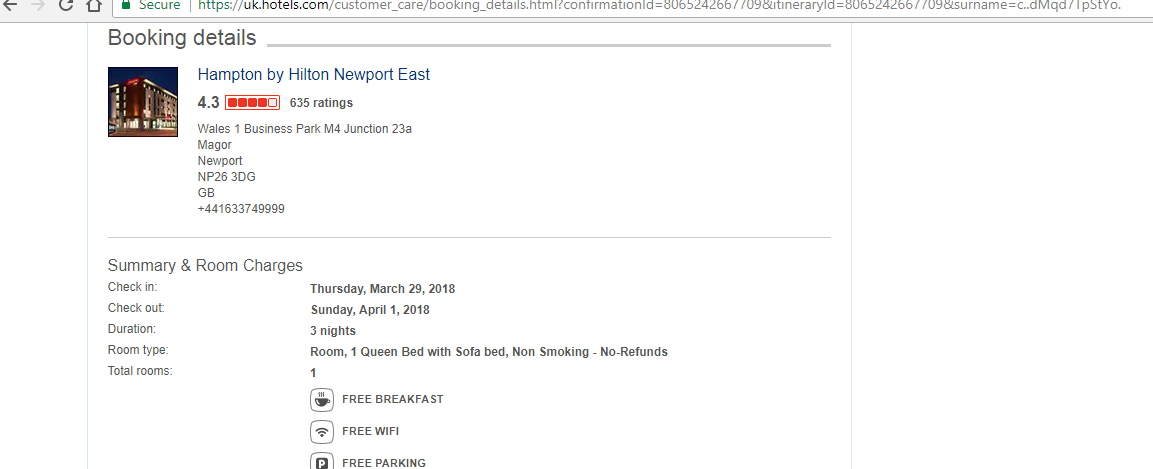 Secure | https://uk.hotels.com/customer_care/booking_details.html?confirmationId=8065242667709&itineraryId=8065242667709&surname=c..dMqd7TpStYo.
Booking details
Hampton by Hilton Newport East
4.3 635 ratings
Wales 1 Business Park M4 Junction 23a
Magor
Newport
NP26 3DG
GB
+441633749999
Summary & Room Charges
Check in: Thursday, March 29, 2018
Check out: Sunday, April 1, 2018
Duration: 3 nights
Room type: Room, 1 Queen Bed with Sofa bed, Non Smoking - No-Refunds
Total rooms: 1
FREE BREAKFAST
FREE WIFI
P FREE PARKING